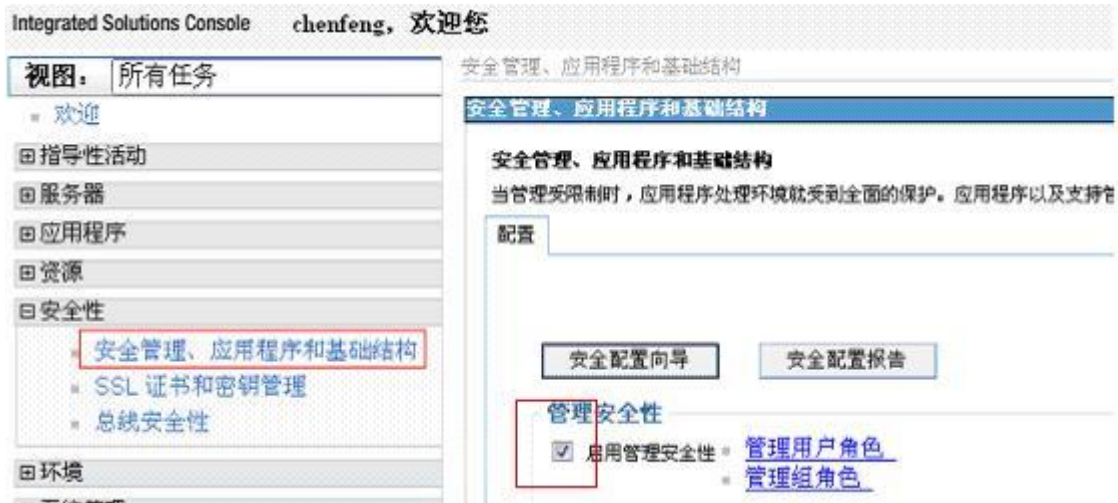 Integrated Solutions Console chenfeng，欢迎您
视图： 所有任务
欢迎
指导性活动
服务器
应用程序
资源
安全性
安全管理、应用程序和基础结构
SSL 证书和密钥管理
总线安全性
环境
安全管理、应用程序和基础结构
安全管理、应用程序和基础结构
安全管理、应用程序和基础结构
当管理受限制时，应用程序处理环境就受到全面的保护。应用程序以及支持管
配置
安全配置向导 安全配置报告
管理安全性
启用管理安全性 管理用户角色
管理组角色